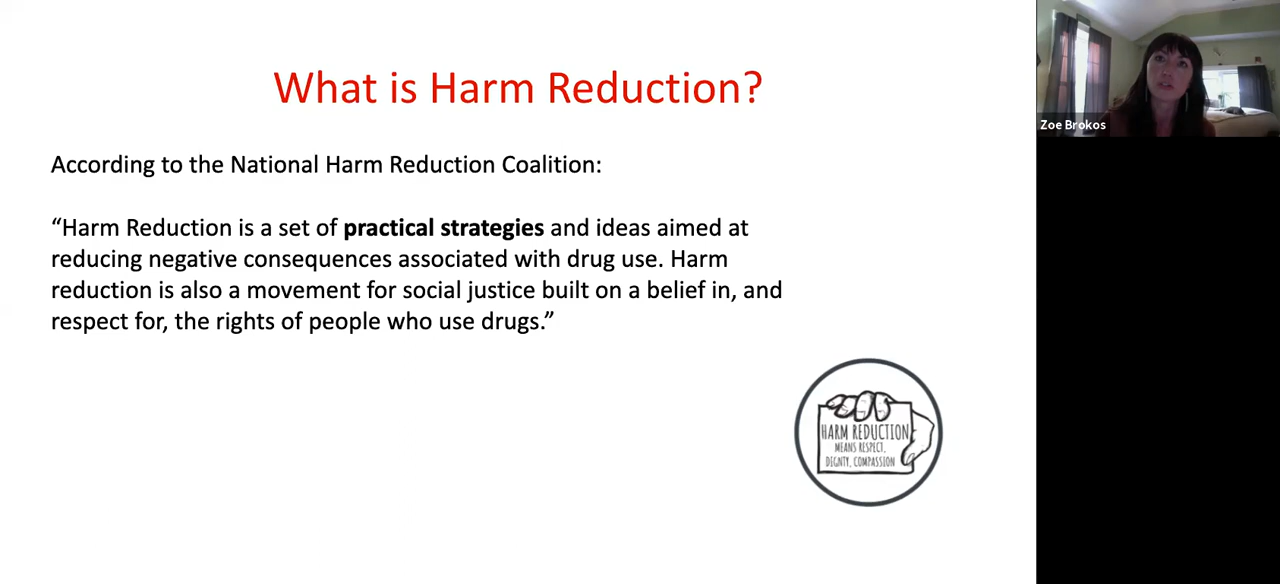 What is Harm Reduction?
According to the National Harm Reduction Coalition:
“Harm Reduction is a set of practical strategies and ideas aimed at
reducing negative consequences associated with drug use. Harm
reduction is also a movement for social justice built on a belief in, and
respect for, the rights of people who use drugs.”
HARM REDUCTION
MEANS RESPECT,
DIGNITY, COMPASSION
Zoe Brokos